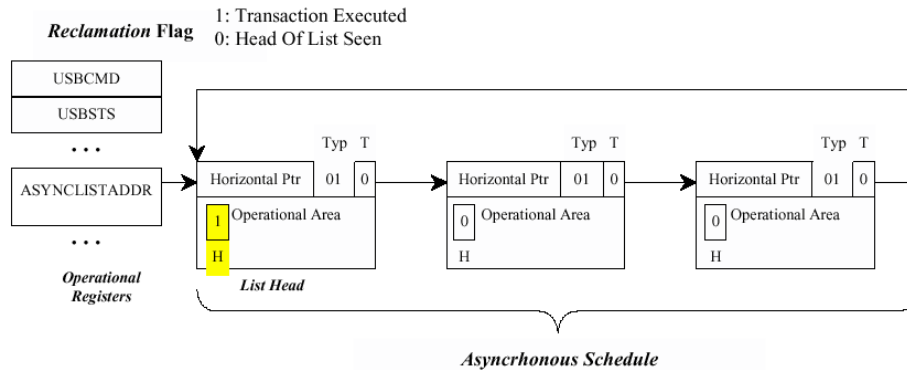 Reclamation Flag
1: Transaction Executed
0: Head Of List Seen
USBCMD
USBSTS
• • •
ASYNCLISTADDR
• • •
Operational
Registers
Typ T
Horizontal Ptr 01 0
1 Operational Area
H
List Head
Typ T
Horizontal Ptr 01 0
0 Operational Area
H
Typ T
Horizontal Ptr 01 0
0 Operational Area
H
Asyncrhonous Schedule